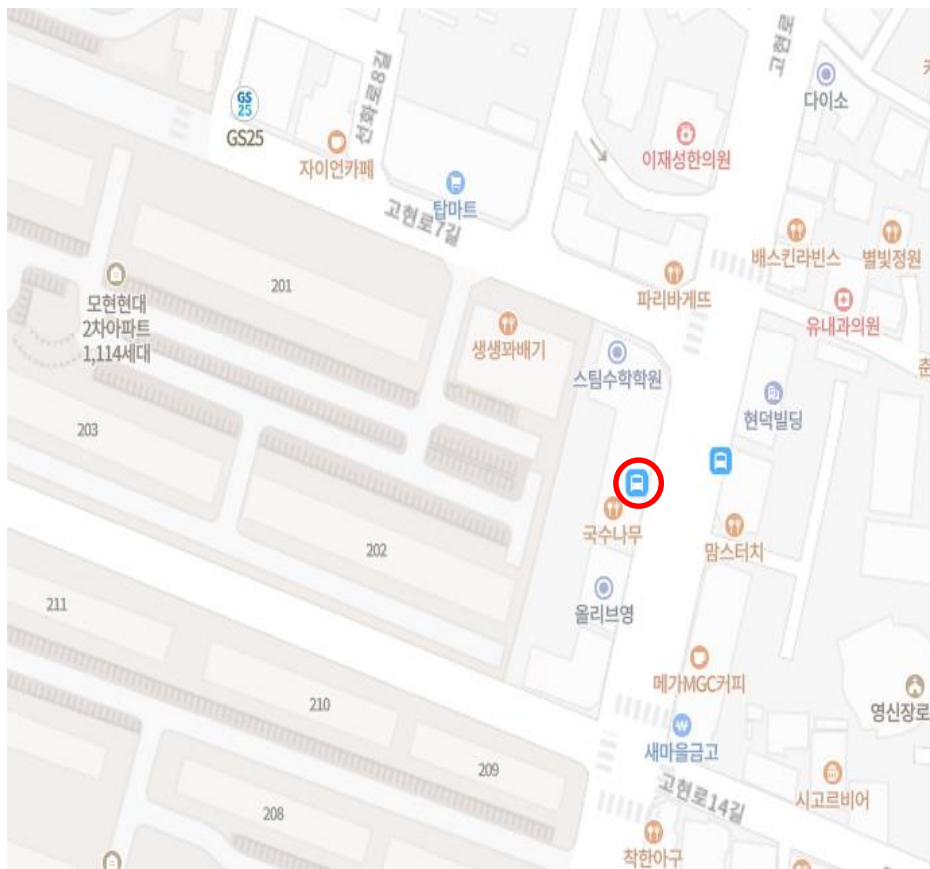 고현로
다이소
GS
25
GS25
선화로8길
자이언카페
이재성한의원
탑마트
고현로7길
배스킨라빈스
별빛정원
모현현대
2차아파트
1,114세대
201
파리바게뜨
유내과의원
생생꽈배기
스팀수학학원
현덕빌딩
203
국수나무
맘스터치
202
올리브영
211
메가MGC커피
영신장로
210
새마을금고
209
고현로14길
시고르비어
208
착한아구